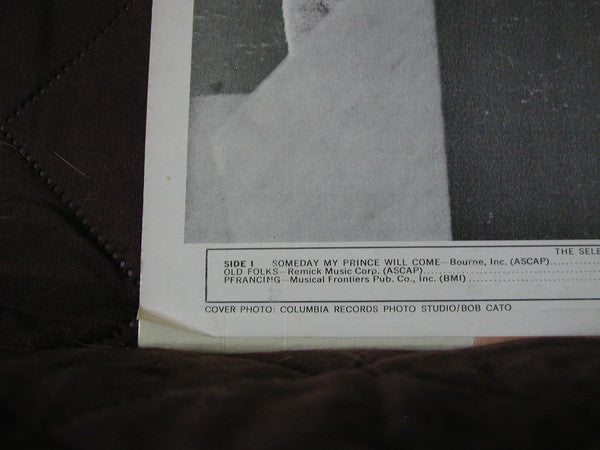 THE SELE
SIDE 1 SOMEDAY MY PRINCE WILL COME—Bourne, Inc. (ASCAP)
OLD FOLKS—Remick Music Corp. (ASCAP)
PFRANCING—Musical Frontiers Pub. Co., Inc. (BMI)
COVER PHOTO: COLUMBIA RECORDS PHOTO STUDIO/BOB CATO